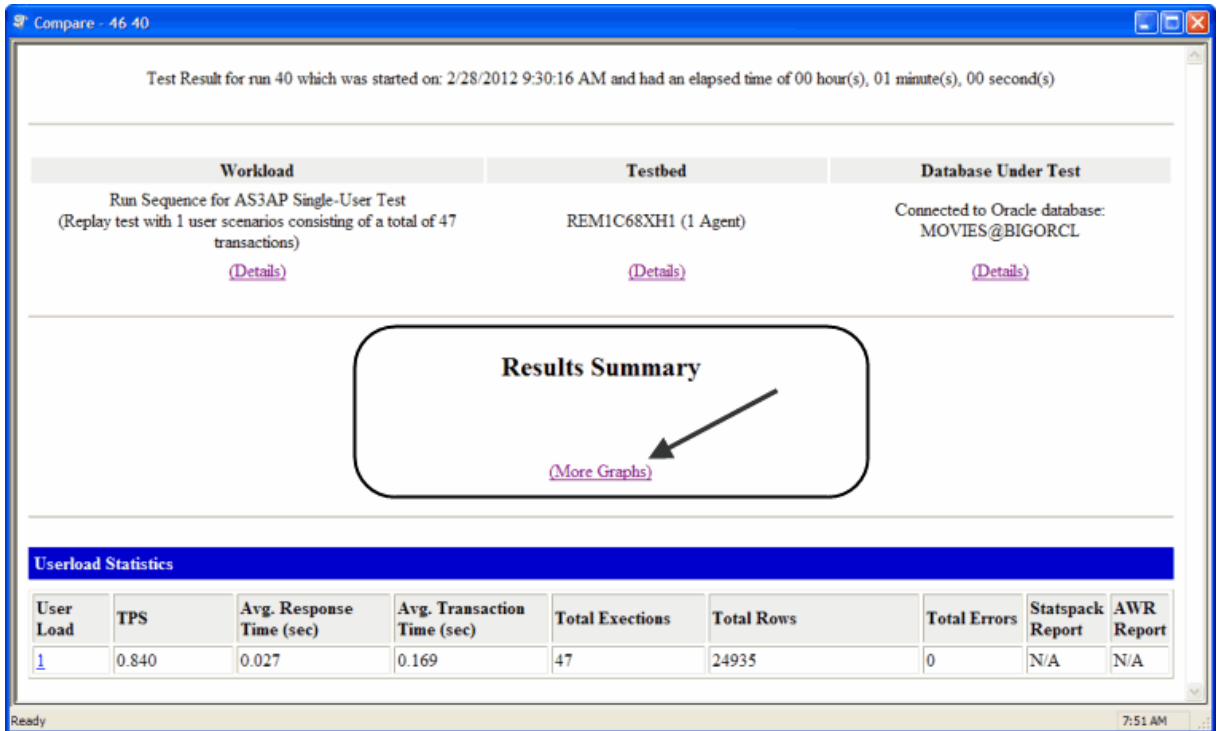 Compare - 46 40
Test Result for run 40 which was started on: 2/28/2012 9:30:16 AM and had an elapsed time of 00 hour(s), 01 minute(s), 00 second(s)
Workload Testbed Database Under Test
Run Sequence for AS3AP Single-User Test
(Replay test with 1 user scenarios consisting of a total of 47
transactions)
(Details)
REM1C68XH1 (1 Agent)
(Details)
Connected to Oracle database:
MOVIES@BIGORCL
(Details)
Results Summary
(More Graphs)
Userload Statistics
User Load TPS Avg. Response Time (sec) Avg. Transaction Time (sec) Total Exections Total Rows Total Errors Statspack Report AWR Report
1 0.840 0.027 0.169 47 24935 0 N/A N/A
Ready 7:51 AM